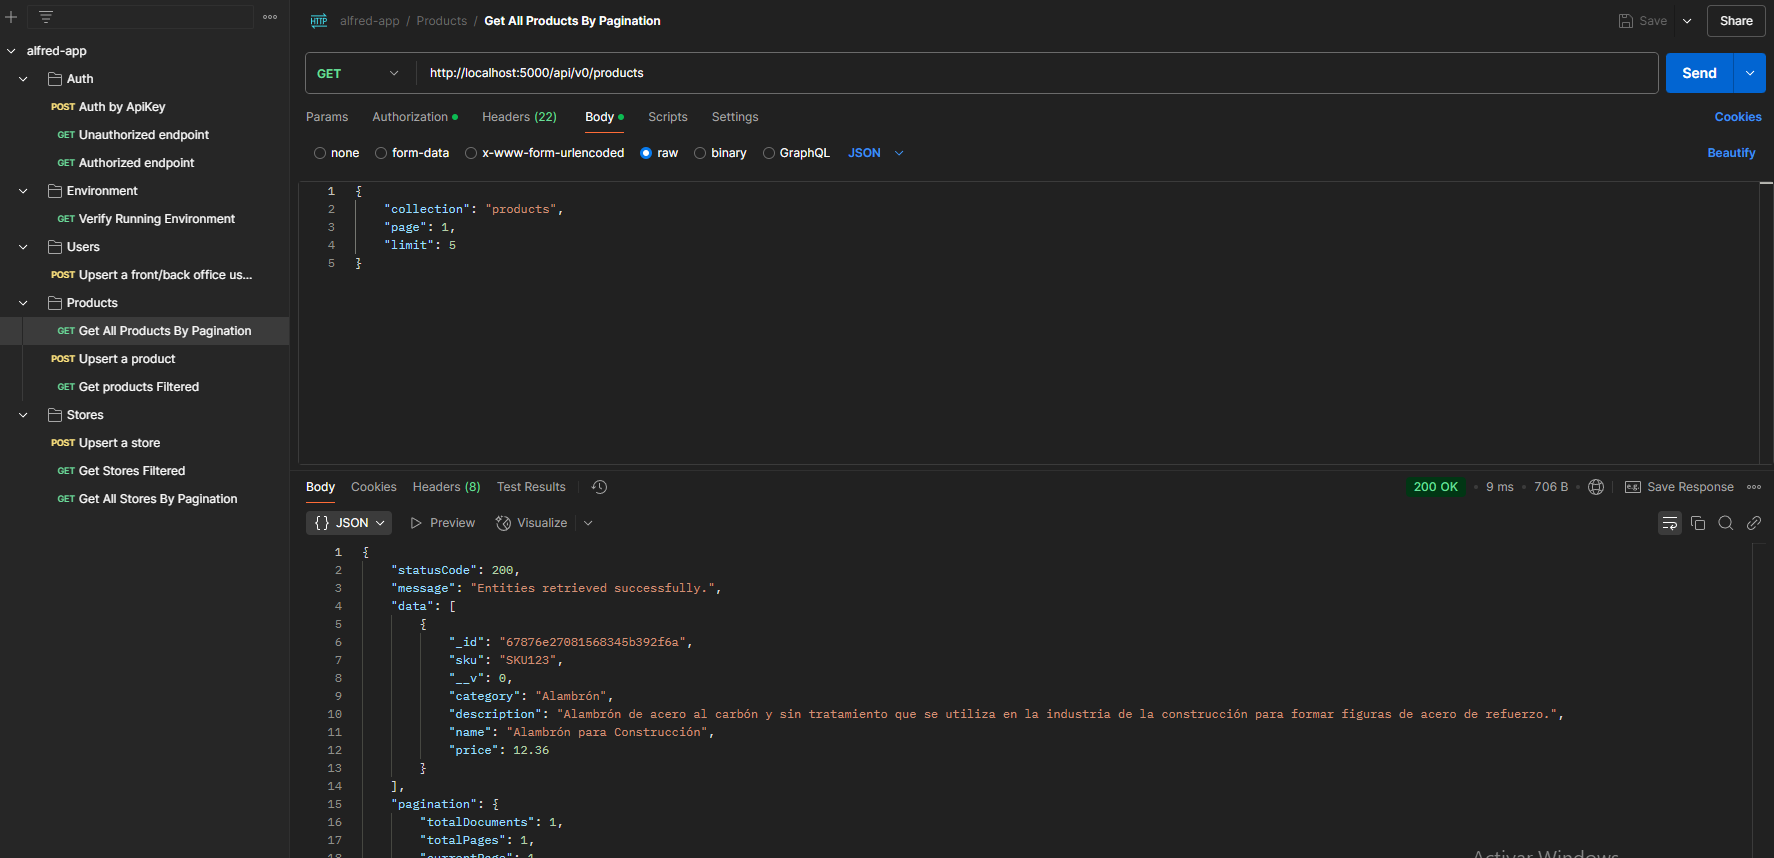 alfred-app
Auth
POST Auth by ApiKey
GET Unauthorized endpoint
GET Authorized endpoint
Environment
GET Verify Running Environment
Users
POST Upsert a front/back office us...
Products
GET Get All Products By Pagination
POST Upsert a product
GET Get products Filtered
Stores
POST Upsert a store
GET Get Stores Filtered
GET Get All Stores By Pagination
HTTP alfred-app / Products / Get All Products By Pagination
Save Share
GET http://localhost:5000/api/v0/products Send
Params Authorization Headers (22) Body Scripts Settings Cookies
none form-data x-www-form-urlencoded raw binary GraphQL JSON Beautify
1 {
2 "collection": "products",
3 "page": 1,
4 "limit": 5
5 }
Body Cookies Headers (8) Test Results 200 OK • 9 ms • 706 B • e.g. Save Response
{} JSON Preview Visualize
1 {
2 "statusCode": 200,
3 "message": "Entities retrieved successfully.",
4 "data": [
5 {
6 "_id": "67876e27081568345b392f6a",
7 "sku": "SKU123",
8 "__v": 0,
9 "category": "Alambrón",
10 "description": "Alambrón de acero al carbón y sin tratamiento que se utiliza en la industria de la construcción para formar figuras de acero de refuerzo.",
11 "name": "Alambrón para Construcción",
12 "price": 12.36
13 }
14 ],
15 "pagination": {
16 "totalDocuments": 1,
17 "totalPages": 1,
18 "currentPage": 1
Activar Windows